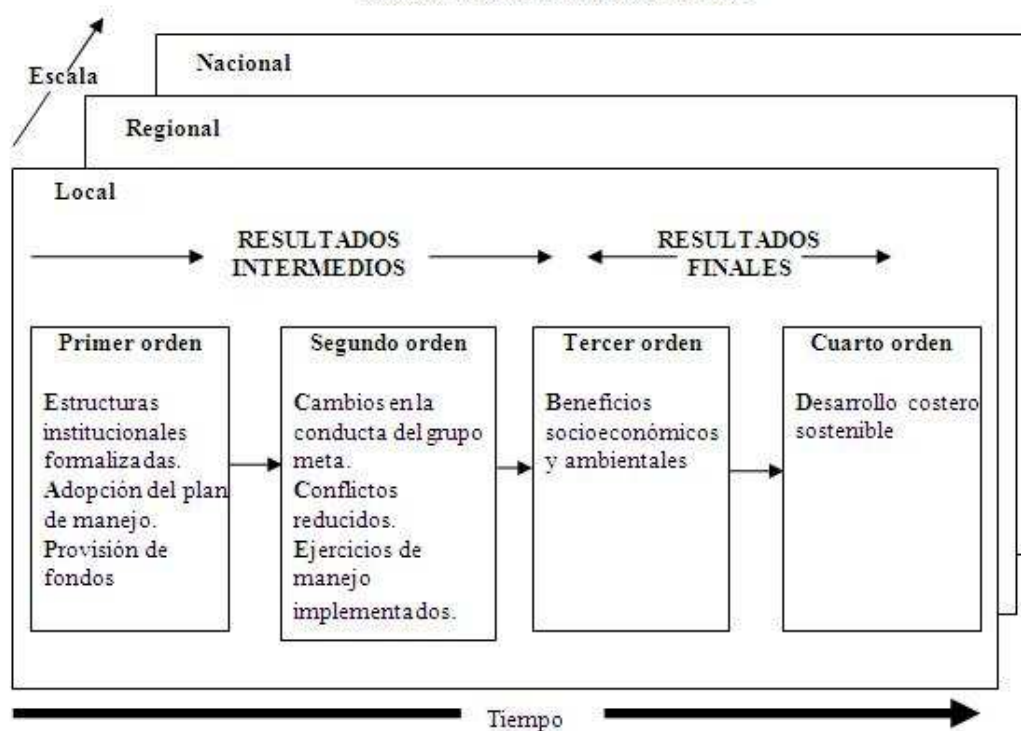 Escala
Nacional
Regional
Local
RESULTADOS
INTERMEDIOS
RESULTADOS
FINALES
Primer orden
Estructuras
institucionales
formalizadas.
Adopción del plan
de manejo.
Provisión de
fondos
Segundo orden
Cambios en la
conducta del grupo
meta.
Conflictos
reducidos.
Ejercicios de
manejo
implementados.
Tercer orden
Beneficios
socioeconómicos
y ambientales
Cuarto orden
Desarrollo costero
sostenible
Tiempo